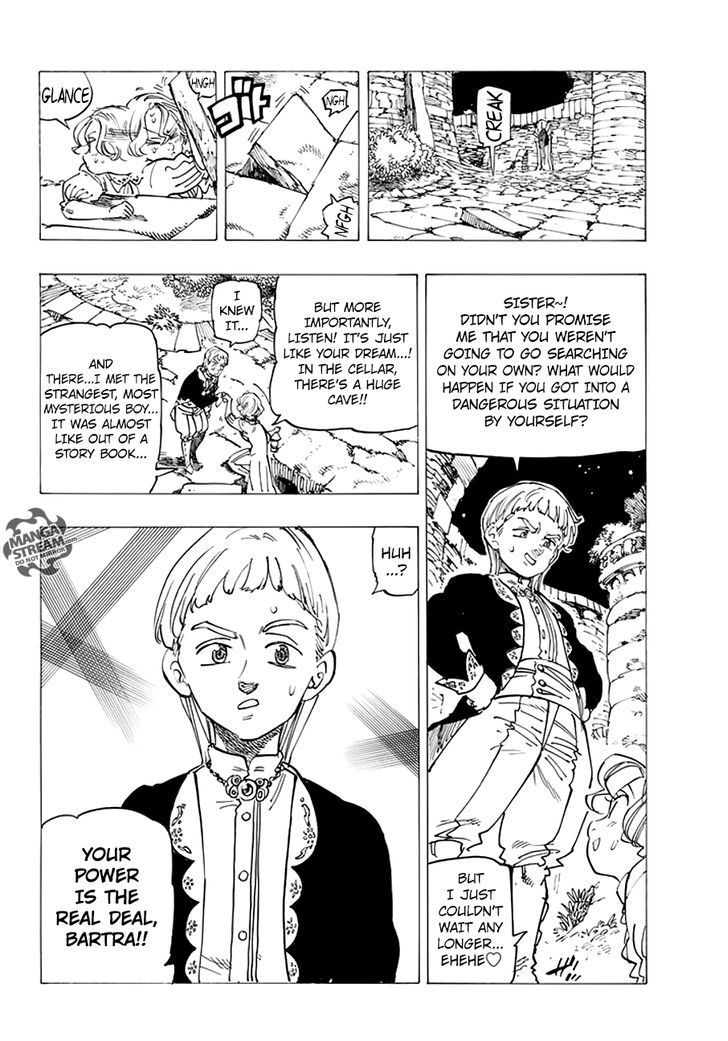 CREAK
NGH
ゴト
NFGH
HNGH
GLANCE
SISTER~!
DIDN'T YOU PROMISE
ME THAT YOU WEREN'T
GOING TO GO SEARCHING
ON YOUR OWN? WHAT WOULD
HAPPEN IF YOU GOT INTO A
DANGEROUS SITUATION
BY YOURSELF?
BUT
I JUST
COULDN'T
WAIT ANY
LONGER...
EHEHE♡
BUT MORE
IMPORTANTLY,
LISTEN! IT'S JUST
LIKE YOUR DREAM...!
IN THE CELLAR,
THERE'S A HUGE
CAVE!!
I
KNEW
IT...
AND
THERE...I MET THE
STRANGEST, MOST
MYSTERIOUS BOY...
IT WAS ALMOST
LIKE OUT OF A
STORY BOOK...
HUH
...?
YOUR
POWER
IS THE
REAL DEAL,
BARTRA!!
MANGA
STREAM.com
DO NOT MIRROR